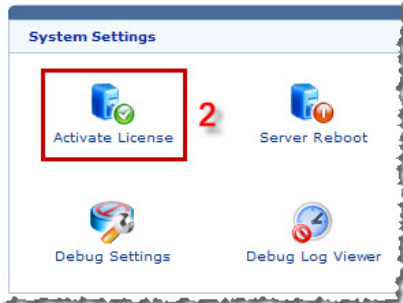 System Settings
Activate License
2
Server Reboot
Debug Settings
Debug Log Viewer